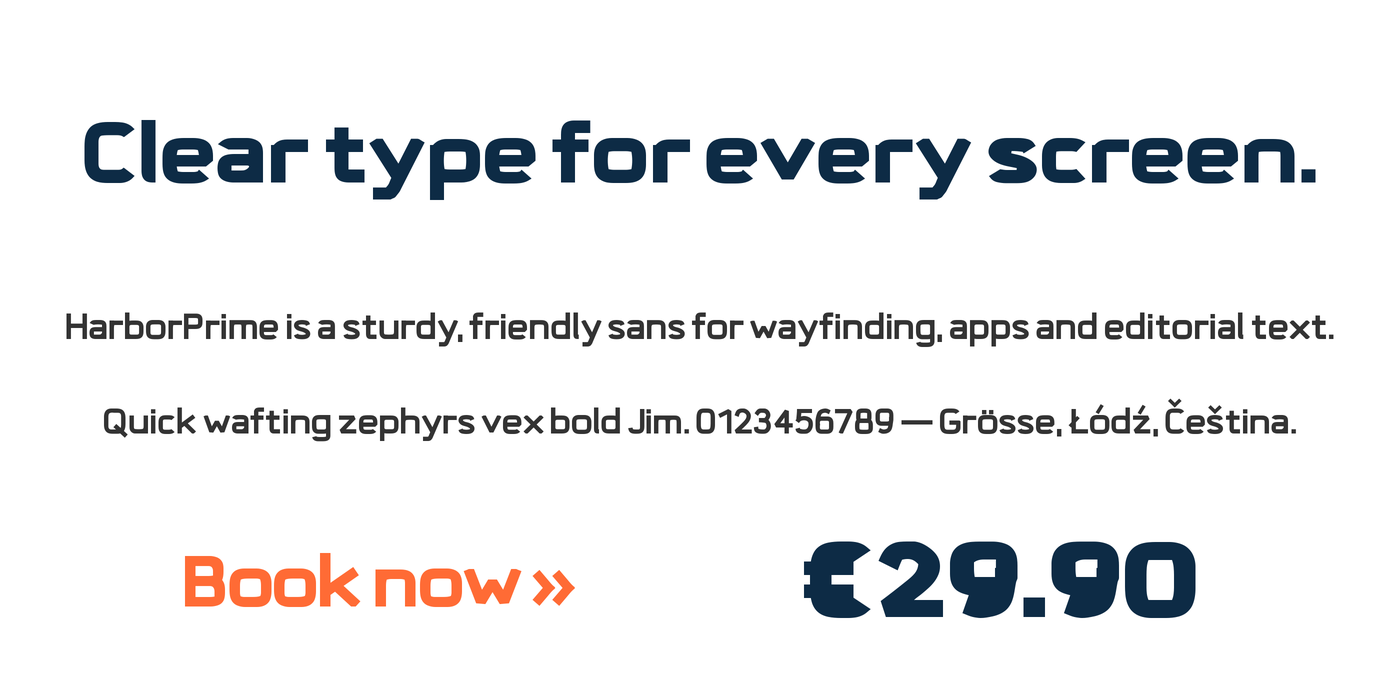 Clear type for every screen.
HarborPrime is a sturdy, friendly sans for wayfinding, apps and editorial text.
Quick wafting zephyrs vex bold Jim. 0123456789 — Grösse, Łódź, Čeština.
Book now »
€29.90